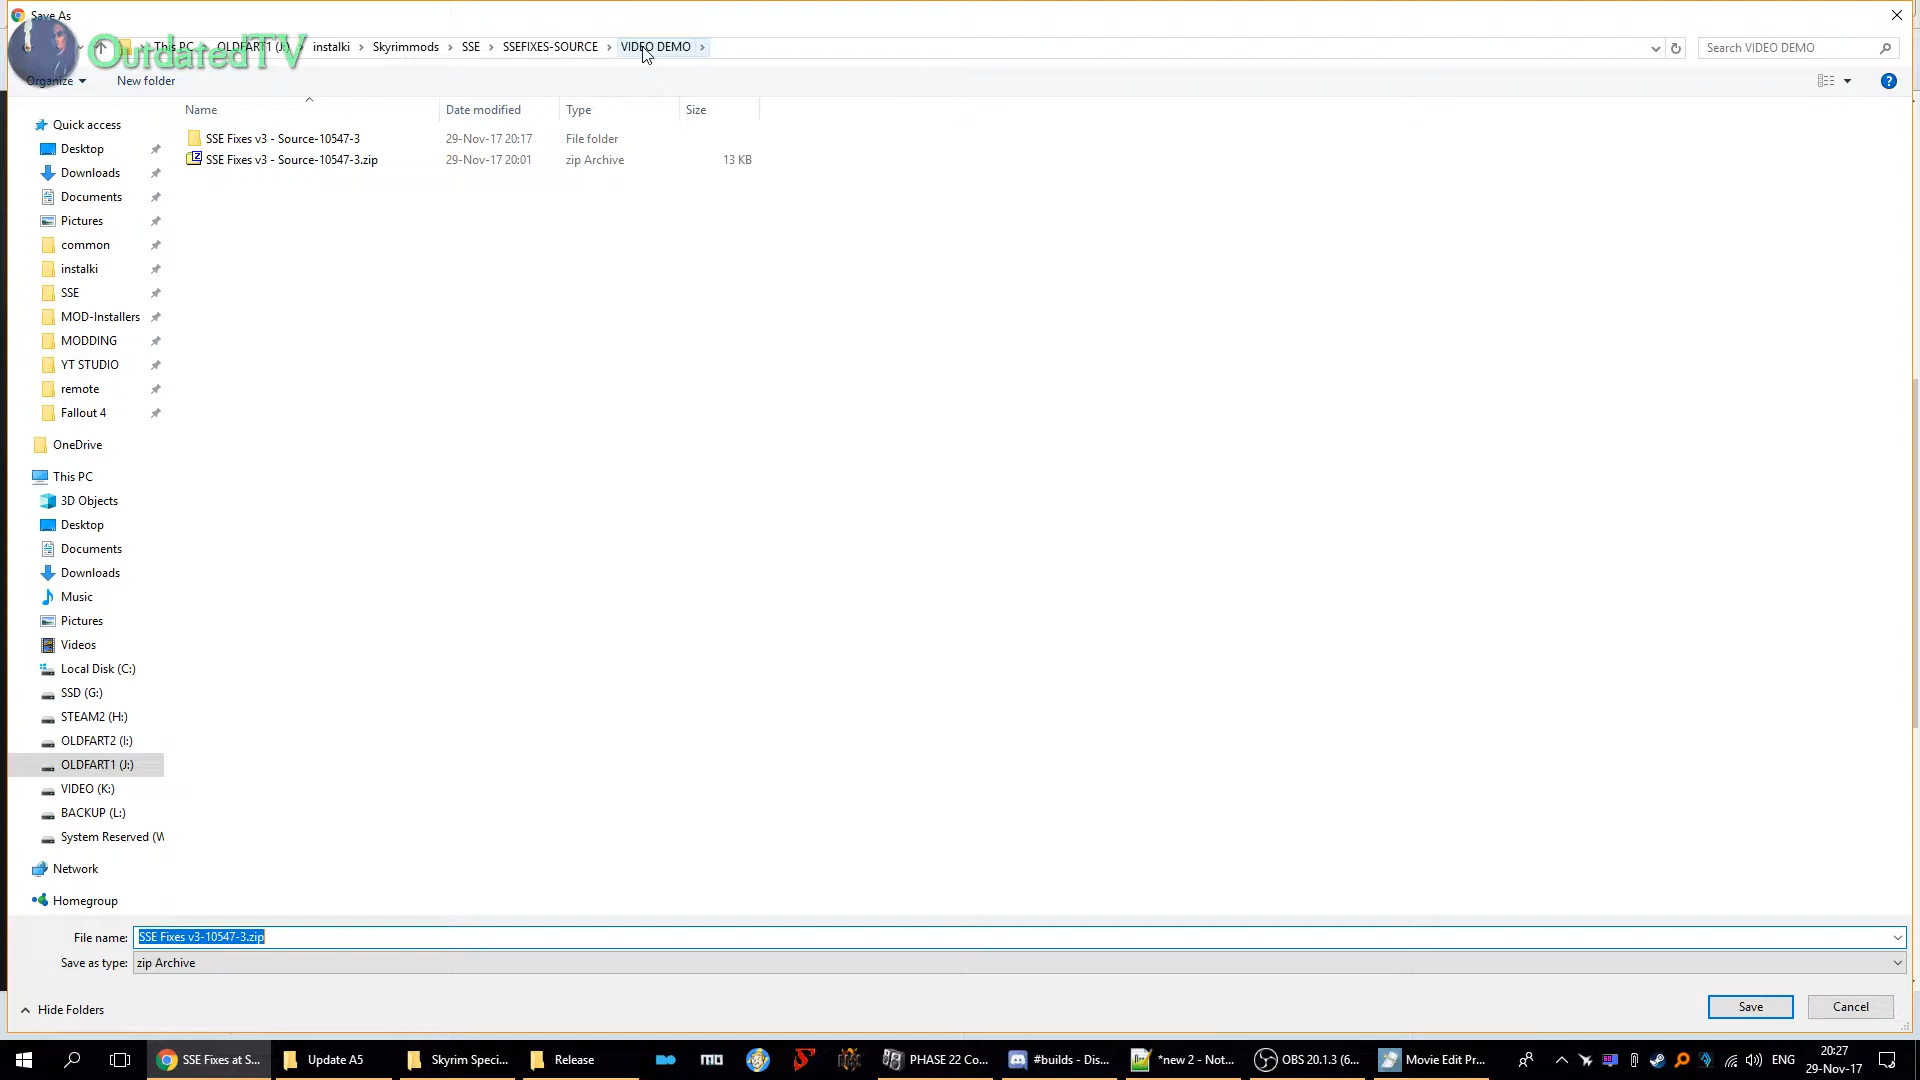 Save As
OutdatedTV
This PC > OLDFART1 (J:) > instalki > Skyrimmods > SSE > SSEFIXES-SOURCE > VIDEO DEMO >
Search VIDEO DEMO
Organize
New folder
Name
Date modified
Type
Size
SSE Fixes v3 - Source-10547-3
29-Nov-17 20:17
File folder
SSE Fixes v3 - Source-10547-3.zip
29-Nov-17 20:01
zip Archive
13 KB
Quick access
Desktop
Downloads
Documents
Pictures
common
instalki
SSE
MOD-Installers
MODDING
YT STUDIO
remote
Fallout 4
OneDrive
This PC
3D Objects
Desktop
Documents
Downloads
Music
Pictures
Videos
Local Disk (C:)
SSD (G:)
STEAM2 (H:)
OLDFART2 (I:)
OLDFART1 (J:)
VIDEO (K:)
BACKUP (L:)
System Reserved (W
Network
Homegroup
File name: SSE Fixes v3-10547-3.zip
Save as type: zip Archive
Hide Folders
Save
Cancel
SSE Fixes at S...
Update A5
Skyrim Speci...
Release
PHASE 22 Co...
#builds - Dis...
*new 2 - Not...
OBS 20.1.3 (6...
Movie Edit Pr...
ENG
20:27
29-Nov-17